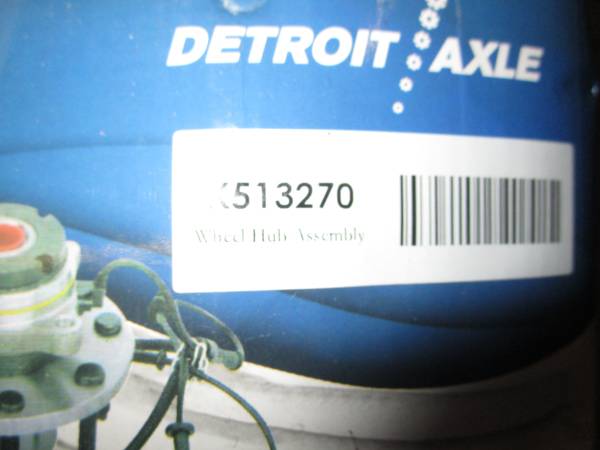 DETROIT AXLE
K513270
Wheel Hub Assembly